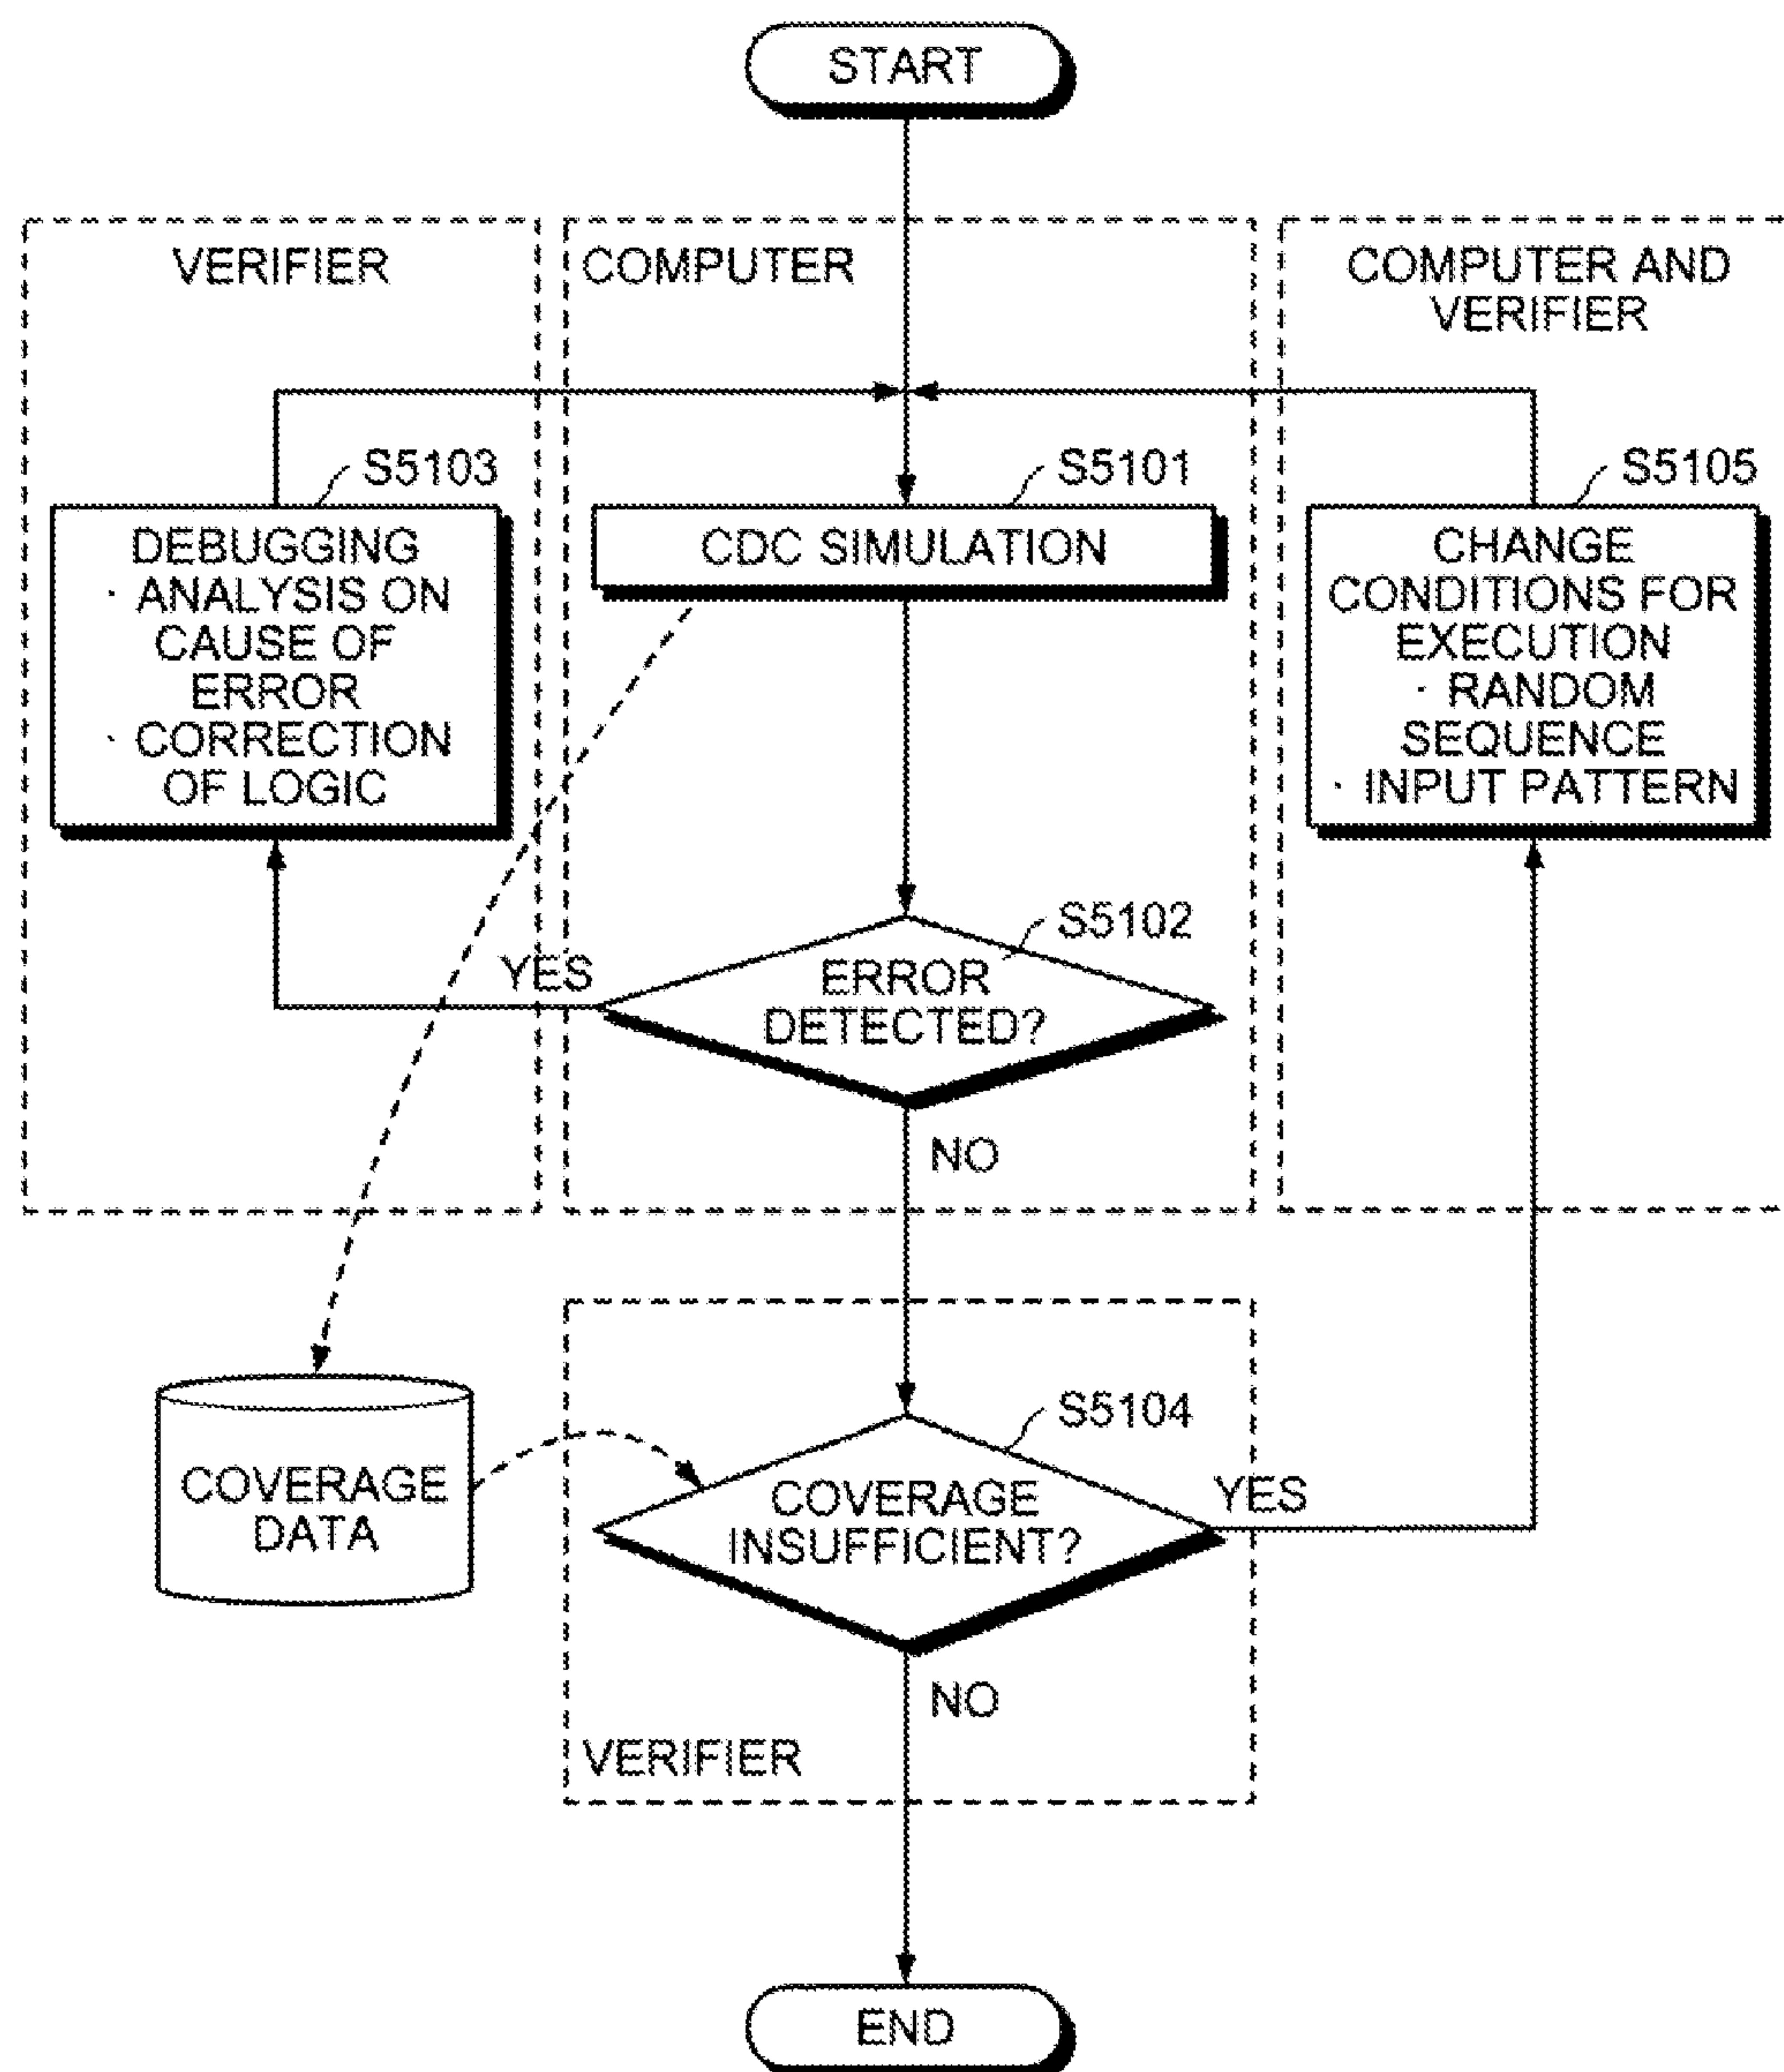 START
VERIFIER
COMPUTER
COMPUTER AND
VERIFIER
S5103
DEBUGGING
· ANALYSIS ON
CAUSE OF
ERROR
· CORRECTION
OF LOGIC
S5101
CDC SIMULATION
S5105
CHANGE
CONDITIONS FOR
EXECUTION
· RANDOM
SEQUENCE
· INPUT PATTERN
S5102
ERROR
DETECTED?
YES
NO
COVERAGE
DATA
S5104
COVERAGE
INSUFFICIENT?
YES
NO
VERIFIER
END